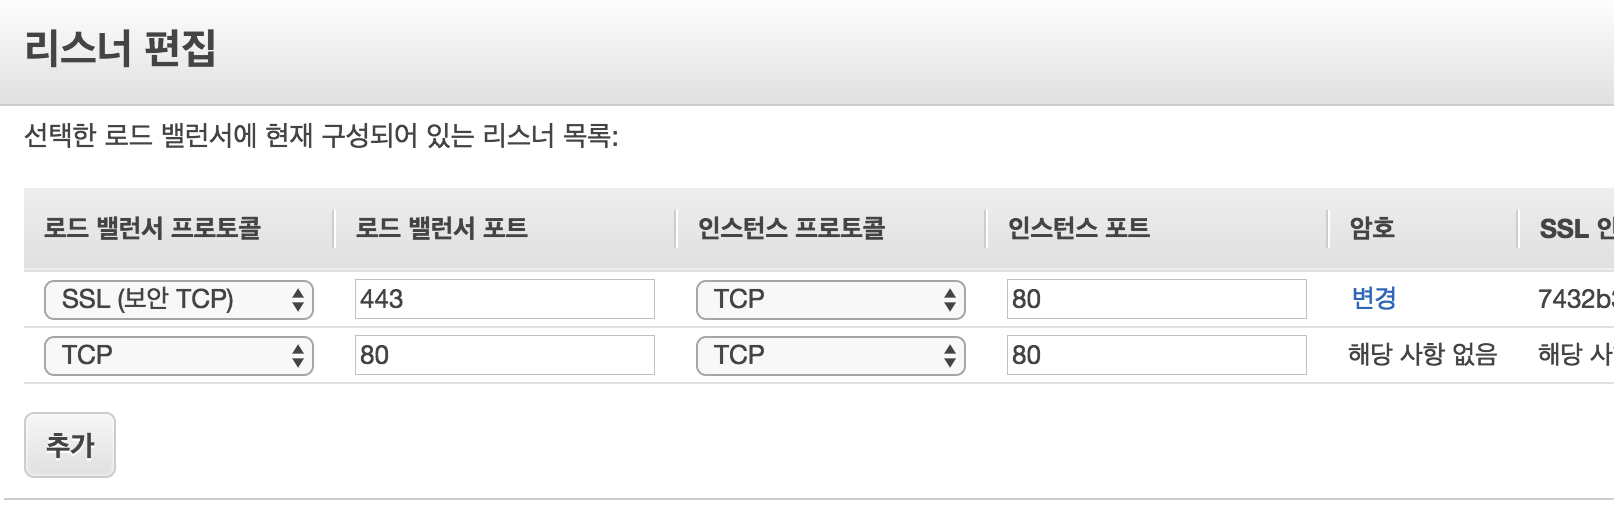 리스너 편집
선택한 로드 밸런서에 현재 구성되어 있는 리스너 목록:
로드 밸런서 프로토콜 로드 밸런서 포트 인스턴스 프로토콜 인스턴스 포트 암호 SSL
SSL (보안 TCP) 443 TCP 80 변경 7432b
TCP 80 TCP 80 해당 사항 없음 해당
추가